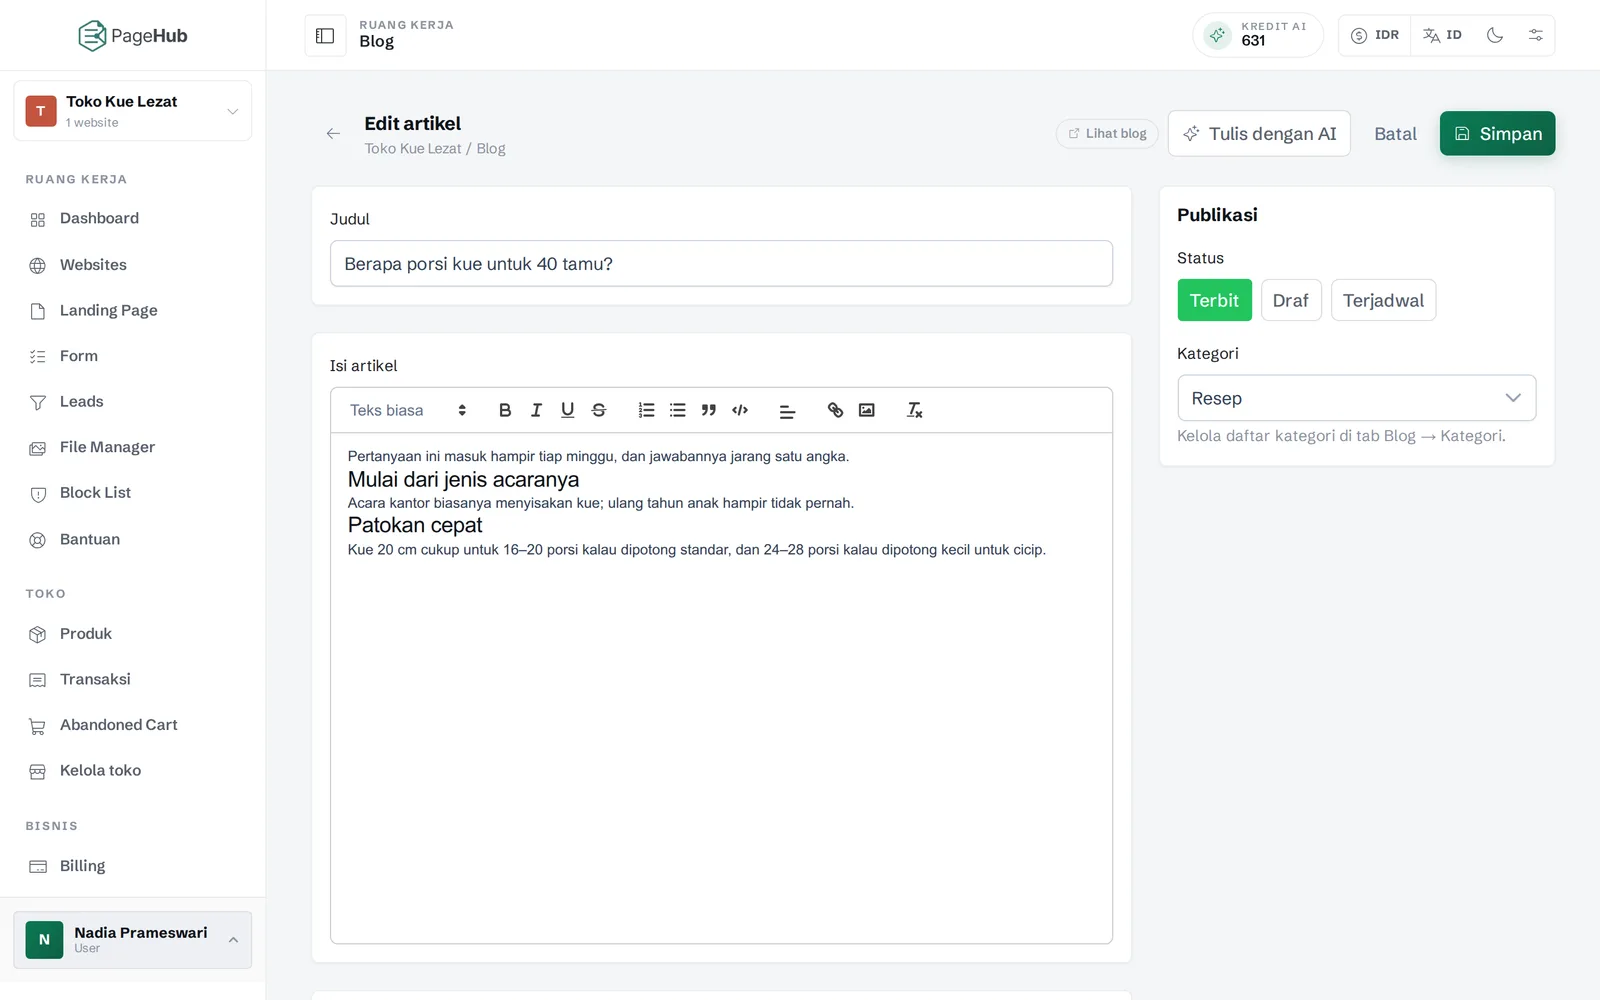 PageHub
RUANG KERJA
Blog
KREDIT AI
631
IDR
ID
T
Toko Kue Lezat
1 website
RUANG KERJA
Dashboard
Websites
Landing Page
Form
Leads
File Manager
Block List
Bantuan
TOKO
Produk
Transaksi
Abandoned Cart
Kelola toko
BISNIS
Billing
N
Nadia Prameswari
User
Edit artikel
Toko Kue Lezat / Blog
Lihat blog
Tulis dengan AI
Batal
Simpan
Judul
Berapa porsi kue untuk 40 tamu?
Isi artikel
Teks biasa
Pertanyaan ini masuk hampir tiap minggu, dan jawabannya jarang satu angka.
Mulai dari jenis acaranya
Acara kantor biasanya menyisakan kue; ulang tahun anak hampir tidak pernah.
Patokan cepat
Kue 20 cm cukup untuk 16–20 porsi kalau dipotong standar, dan 24–28 porsi kalau dipotong kecil untuk cicip.
Publikasi
Status
Terbit
Draf
Terjadwal
Kategori
Resep
Kelola daftar kategori di tab Blog → Kategori.